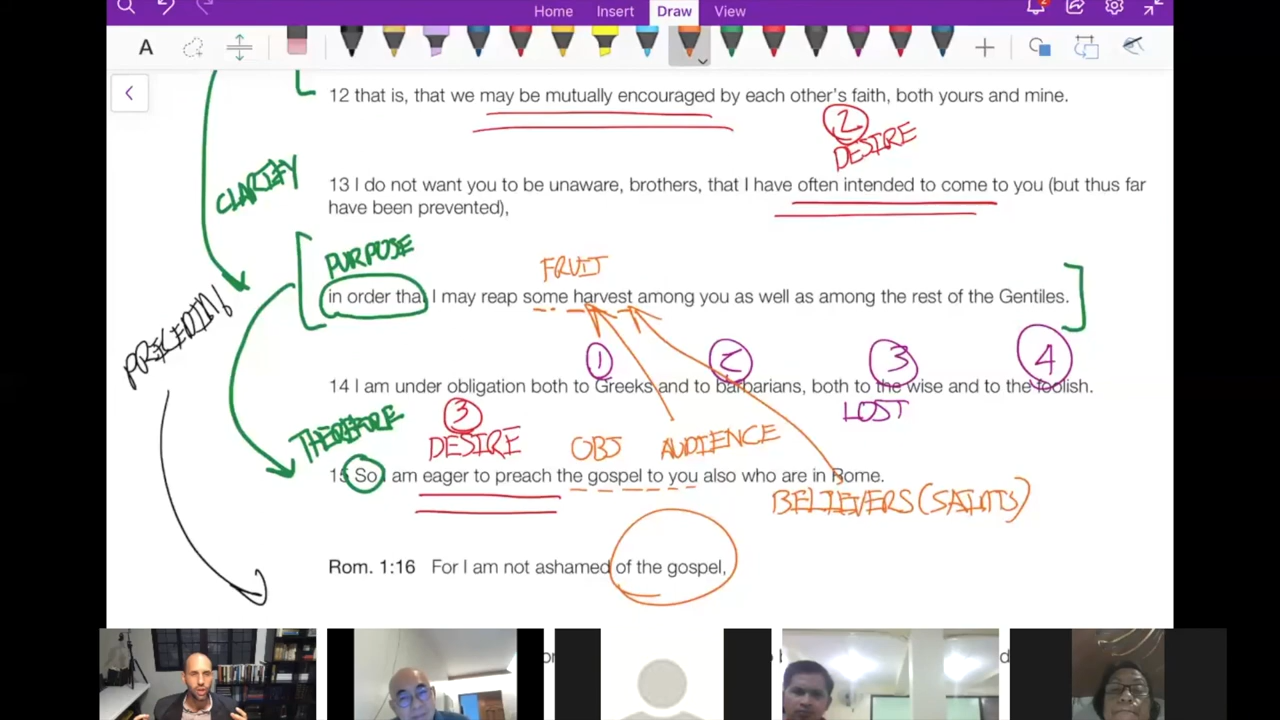 Home Insert Draw View
2
A
12 that is, that we may be mutually encouraged by each other's faith, both yours and mine.
2
DESIRE
CLARIFY
13 I do not want you to be unaware, brothers, that I have often intended to come to you (but thus far
have been prevented),
PURPOSE
FRUIT
in order that I may reap some harvest among you as well as among the rest of the Gentiles.
PRECEDING
1 2 3 4
14 I am under obligation both to Greeks and to barbarians, both to the wise and to the foolish.
LOST
THEREFORE
3
DESIRE OBJ AUDIENCE
15 So I am eager to preach the gospel to you also who are in Rome.
BELIEVERS (SAINTS)
Rom. 1:16 For I am not ashamed of the gospel,